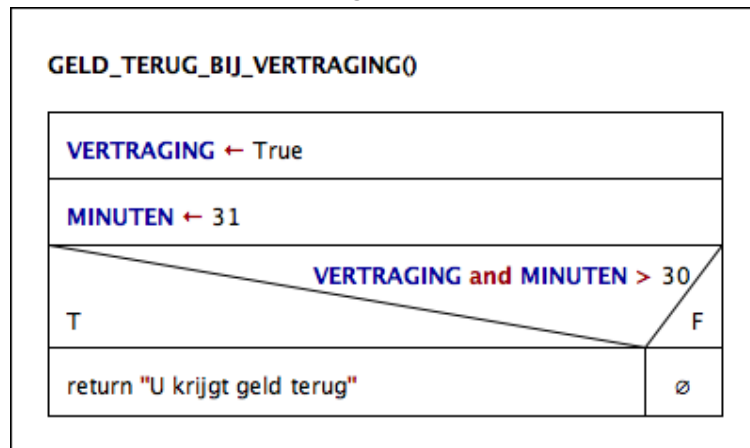 GELD_TERUG_BIJ_VERTRAGING()
VERTRAGING ← True
MINUTEN ← 31
VERTRAGING and MINUTEN > 30
T F
return "U krijgt geld terug" ∅